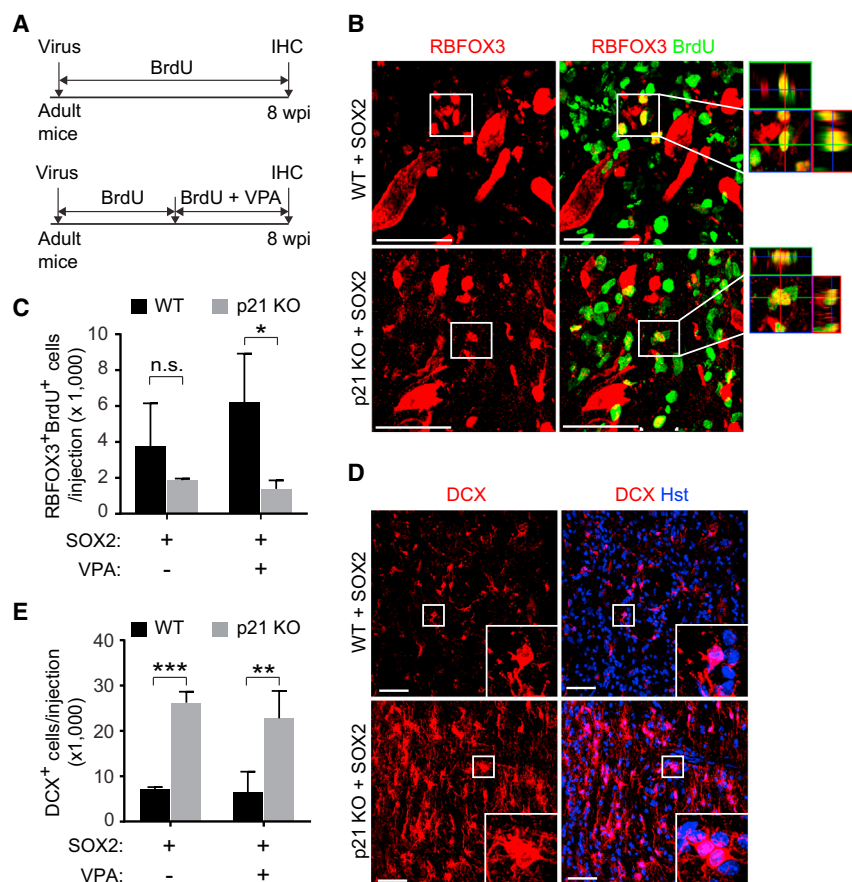 A
Virus
IHC
BrdU
Adult
mice
8 wpi
Virus
IHC
BrdU
BrdU + VPA
Adult
mice
8 wpi
B
RBFOX3
RBFOX3 BrdU
WT + SOX2
p21 KO + SOX2
C
WT
p21 KO
RBFOX3+BrdU+ cells
/injection (x 1,000)
10
8
6
4
2
0
n.s.
*
SOX2: + +
VPA: - +
D
DCX
DCX Hst
WT + SOX2
p21 KO + SOX2
E
WT
p21 KO
DCX+ cells/injection
(x1,000)
40
30
20
10
0
***
**
SOX2: + +
VPA: - +